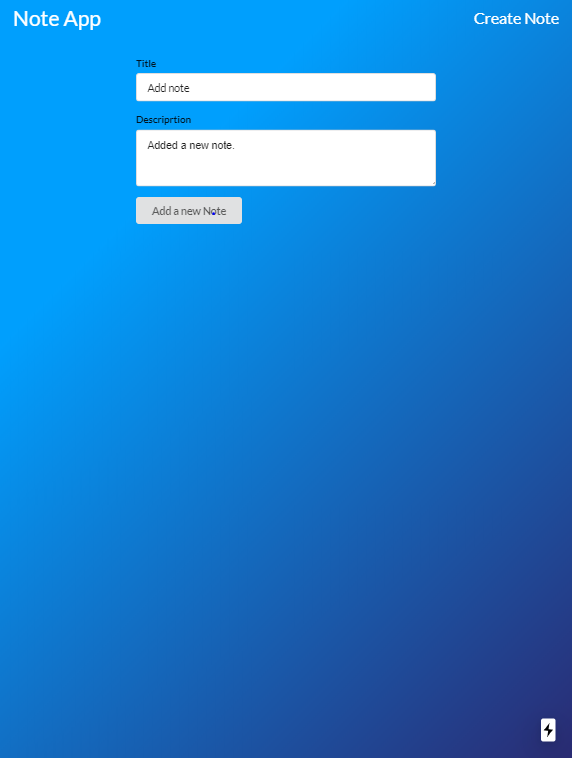 Note App
Create Note
Title
Add note
Descriprtion
Added a new note.
Add a new Note